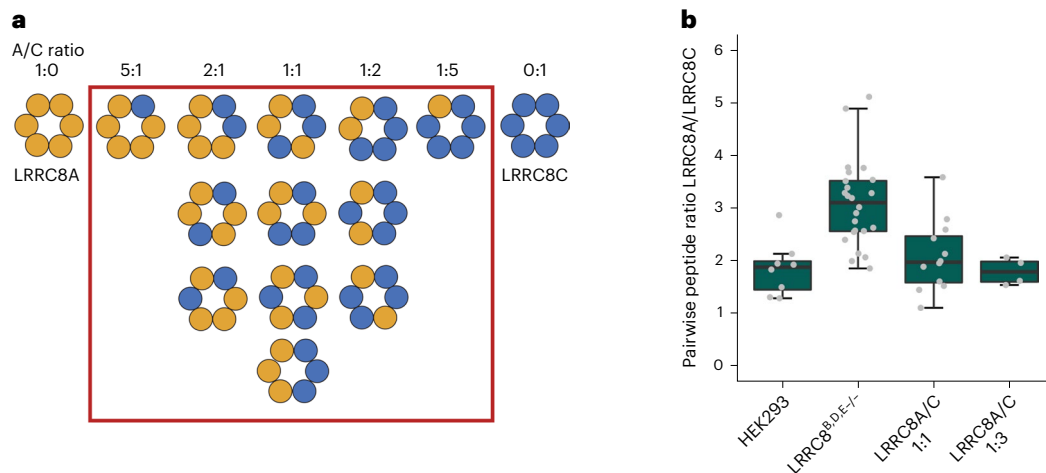 a
A/C ratio
1:0 5:1 2:1 1:1 1:2 1:5 0:1
LRRC8A LRRC8C
b
Pairwise peptide ratio LRRC8A/LRRC8C
6
5
4
3
2
1
0
HEK293
LRRC8B,D,E−/−
LRRC8A/C
1:1
LRRC8A/C
1:3